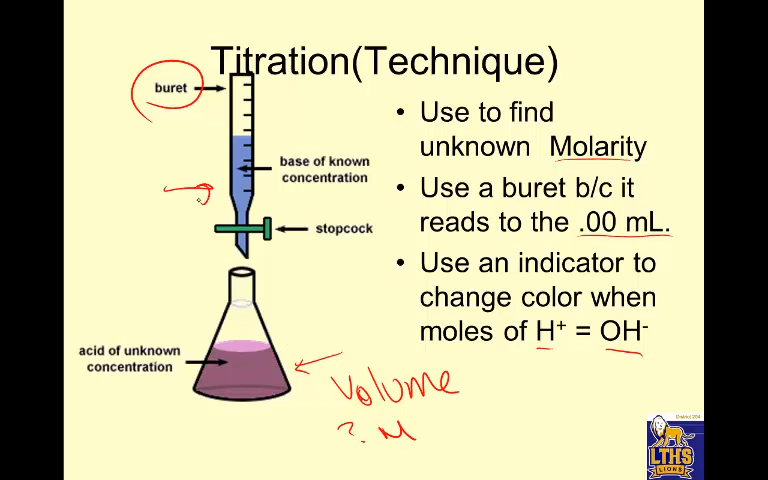 Titration(Technique)
buret
base of known
concentration
stopcock
acid of unknown
concentration
• Use to find
unknown Molarity
• Use a buret b/c it
reads to the .00 mL.
• Use an indicator to
change color when
moles of H⁺ = OH⁻
Volume
?. M
District 204
LTHS
LIONS